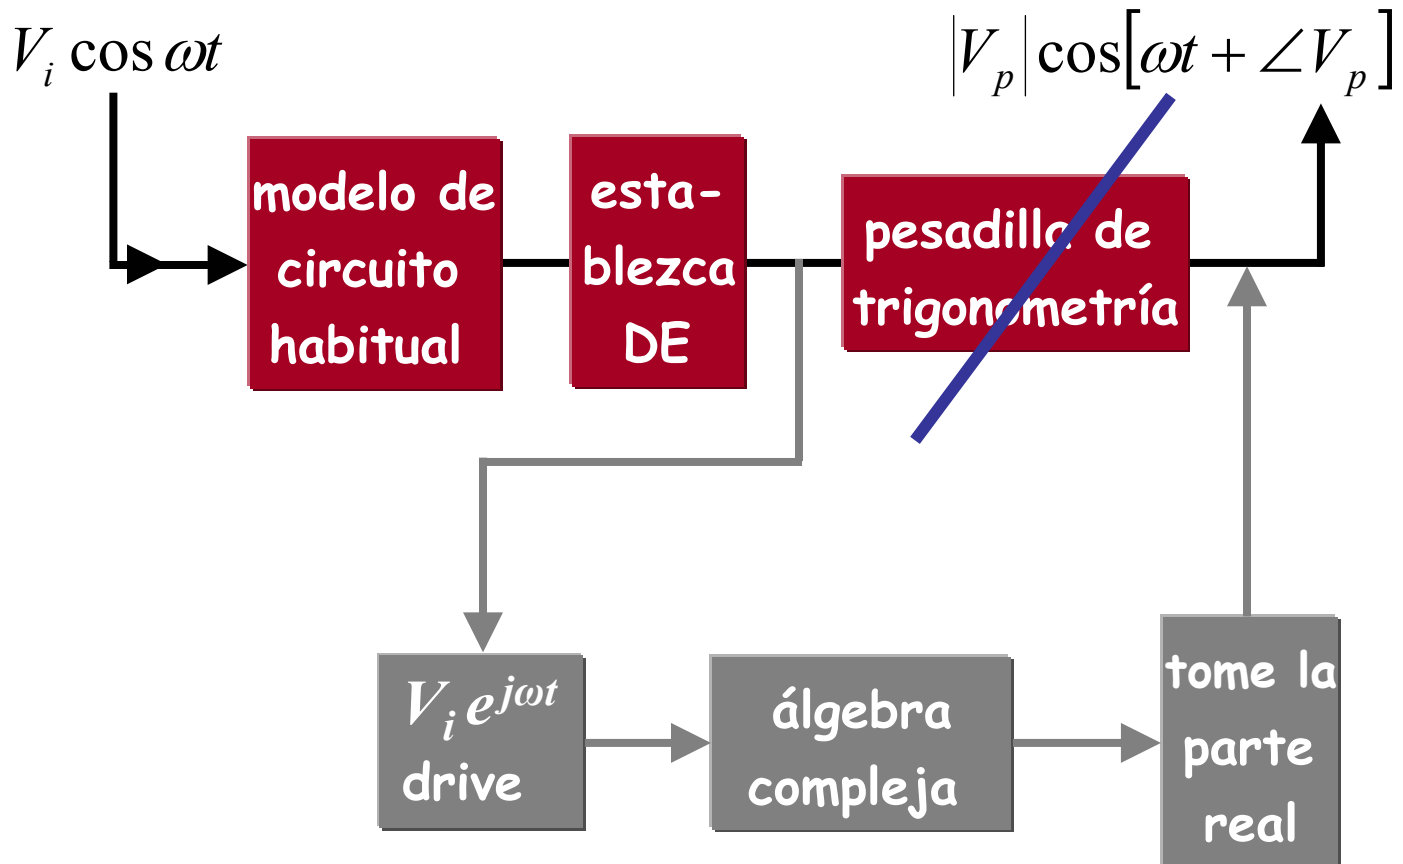 V_i cos ωt
|V_p| cos[ωt + ∠V_p]
modelo de
circuito
habitual
esta-
blezca
DE
pesadilla de
trigonometría
V_i e^{jωt}
drive
álgebra
compleja
tome la
parte
real